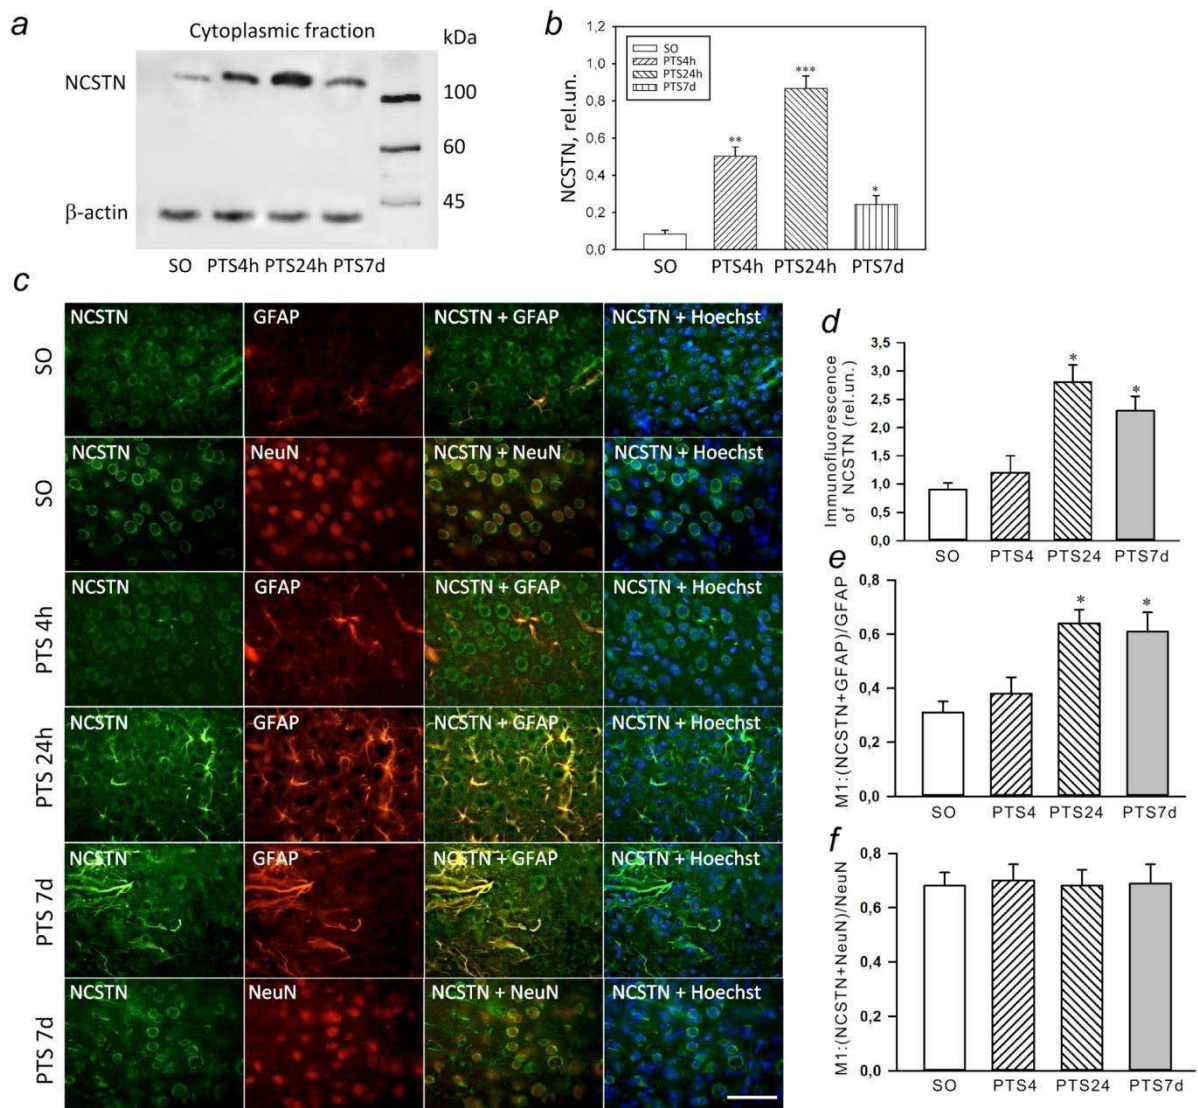 a
Cytoplasmic fraction
kDa
NCSTN
100
60
45
β-actin
SO PTS4h PTS24h PTS7d
b
NCSTN, rel.un.
1,2
1,0
0,8
0,6
0,4
0,2
0,0
SO
PTS4h
PTS24h
PTS7d
**
***
*
SO PTS4h PTS24h PTS7d
c
SO
NCSTN GFAP NCSTN + GFAP NCSTN + Hoechst
SO
NCSTN NeuN NCSTN + NeuN NCSTN + Hoechst
PTS 4h
NCSTN GFAP NCSTN + GFAP NCSTN + Hoechst
PTS 24h
NCSTN GFAP NCSTN + GFAP NCSTN + Hoechst
PTS 7d
NCSTN GFAP NCSTN + GFAP NCSTN + Hoechst
PTS 7d
NCSTN NeuN NCSTN + NeuN NCSTN + Hoechst
d
Immunofluorescence
of NCSTN (rel.un.)
3,5
3,0
2,5
1,5
1,0
0,5
0,0
*
*
SO PTS4 PTS24 PTS7d
e
M1:(NCSTN+GFAP)/GFAP
0,8
0,6
0,4
0,2
0,0
*
*
SO PTS4 PTS24 PTS7d
f
M1:(NCSTN+NeuN)/NeuN
0,8
0,6
0,4
0,2
0,0
SO PTS4 PTS24 PTS7d